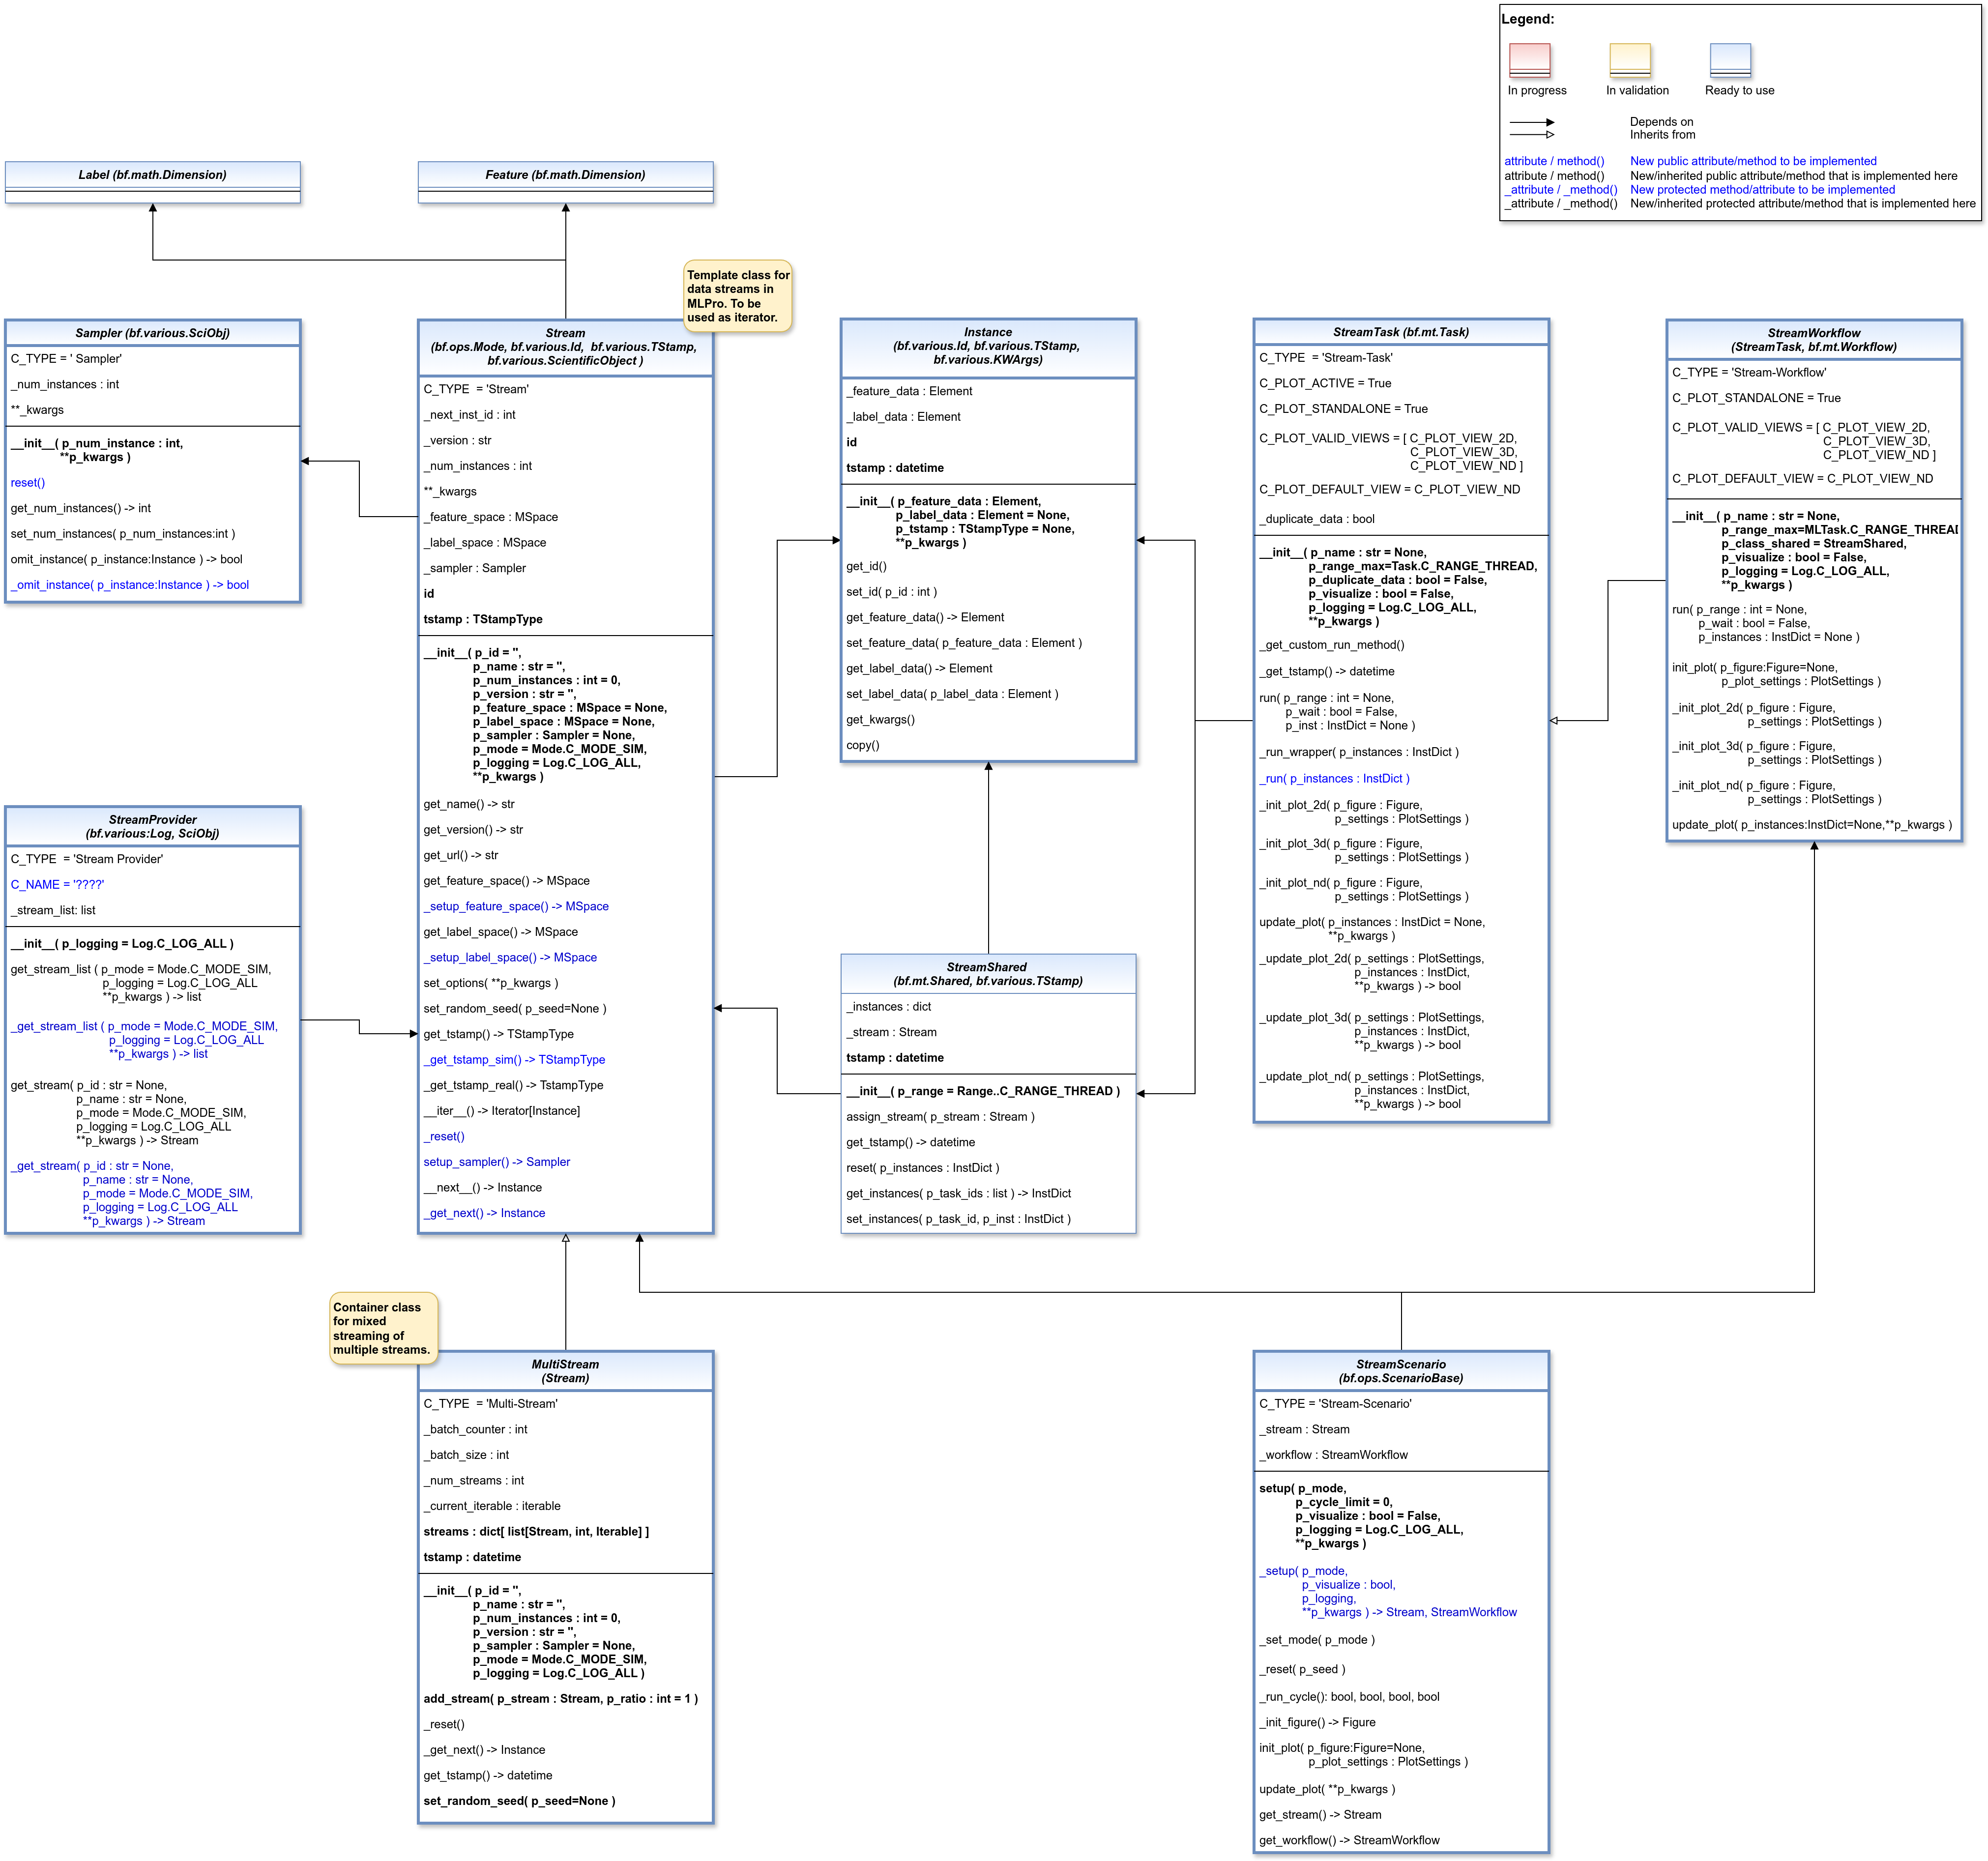 Legend:
In progress
In validation
Ready to use
Depends on
Inherits from
attribute / method()
New public attribute/method to be implemented
attribute / method()
New/inherited public attribute/method that is implemented here
_attribute / _method()
New protected method/attribute to be implemented
_attribute / _method()
New/inherited protected attribute/method that is implemented here
Label (bf.math.Dimension)
Feature (bf.math.Dimension)
Template class for
data streams in
MLPro. To be
used as iterator.
Sampler (bf.various.SciObj)
C_TYPE = ' Sampler'
_num_instances : int
**_kwargs
__init__( p_num_instance : int,
**p_kwargs )
reset()
get_num_instances() -> int
set_num_instances( p_num_instances:int )
omit_instance( p_instance:Instance ) -> bool
_omit_instance( p_instance:Instance ) -> bool
Stream
(bf.ops.Mode, bf.various.Id,  bf.various.TStamp,
bf.various.ScientificObject )
C_TYPE  = 'Stream'
_next_inst_id : int
_version : str
_num_instances : int
**_kwargs
_feature_space : MSpace
_label_space : MSpace
_sampler : Sampler
id
tstamp : TStampType
__init__( p_id = '',
p_name : str = '',
p_num_instances : int = 0,
p_version : str = '',
p_feature_space : MSpace = None,
p_label_space : MSpace = None,
p_sampler : Sampler = None,
p_mode = Mode.C_MODE_SIM,
p_logging = Log.C_LOG_ALL,
**p_kwargs )
get_name() -> str
get_version() -> str
get_url() -> str
get_feature_space() -> MSpace
_setup_feature_space() -> MSpace
get_label_space() -> MSpace
_setup_label_space() -> MSpace
set_options( **p_kwargs )
set_random_seed( p_seed=None )
get_tstamp() -> TStampType
_get_tstamp_sim() -> TStampType
_get_tstamp_real() -> TstampType
__iter__() -> Iterator[Instance]
_reset()
setup_sampler() -> Sampler
__next__() -> Instance
_get_next() -> Instance
Instance
(bf.various.Id, bf.various.TStamp,
bf.various.KWArgs)
_feature_data : Element
_label_data : Element
id
tstamp : datetime
__init__( p_feature_data : Element,
p_label_data : Element = None,
p_tstamp : TStampType = None,
**p_kwargs )
get_id()
set_id( p_id : int )
get_feature_data() -> Element
set_feature_data( p_feature_data : Element )
get_label_data() -> Element
set_label_data( p_label_data : Element )
get_kwargs()
copy()
StreamTask (bf.mt.Task)
C_TYPE  = 'Stream-Task'
C_PLOT_ACTIVE = True
C_PLOT_STANDALONE = True
C_PLOT_VALID_VIEWS = [ C_PLOT_VIEW_2D,
C_PLOT_VIEW_3D,
C_PLOT_VIEW_ND ]
C_PLOT_DEFAULT_VIEW = C_PLOT_VIEW_ND
_duplicate_data : bool
__init__( p_name : str = None,
p_range_max=Task.C_RANGE_THREAD,
p_duplicate_data : bool = False,
p_visualize : bool = False,
p_logging = Log.C_LOG_ALL,
**p_kwargs )
_get_custom_run_method()
_get_tstamp() -> datetime
run( p_range : int = None,
p_wait : bool = False,
p_inst : InstDict = None )
_run_wrapper( p_instances : InstDict )
_run( p_instances : InstDict )
_init_plot_2d( p_figure : Figure,
p_settings : PlotSettings )
_init_plot_3d( p_figure : Figure,
p_settings : PlotSettings )
_init_plot_nd( p_figure : Figure,
p_settings : PlotSettings )
update_plot( p_instances : InstDict = None,
**p_kwargs )
_update_plot_2d( p_settings : PlotSettings,
p_instances : InstDict,
**p_kwargs ) -> bool
_update_plot_3d( p_settings : PlotSettings,
p_instances : InstDict,
**p_kwargs ) -> bool
_update_plot_nd( p_settings : PlotSettings,
p_instances : InstDict,
**p_kwargs ) -> bool
StreamWorkflow
(StreamTask, bf.mt.Workflow)
C_TYPE = 'Stream-Workflow'
C_PLOT_STANDALONE = True
C_PLOT_VALID_VIEWS = [ C_PLOT_VIEW_2D,
C_PLOT_VIEW_3D,
C_PLOT_VIEW_ND ]
C_PLOT_DEFAULT_VIEW = C_PLOT_VIEW_ND
__init__( p_name : str = None,
p_range_max=MLTask.C_RANGE_THREAD
p_class_shared = StreamShared,
p_visualize : bool = False,
p_logging = Log.C_LOG_ALL,
**p_kwargs )
run( p_range : int = None,
p_wait : bool = False,
p_instances : InstDict = None )
init_plot( p_figure:Figure=None,
p_plot_settings : PlotSettings )
_init_plot_2d( p_figure : Figure,
p_settings : PlotSettings )
_init_plot_3d( p_figure : Figure,
p_settings : PlotSettings )
_init_plot_nd( p_figure : Figure,
p_settings : PlotSettings )
update_plot( p_instances:InstDict=None,**p_kwargs )
StreamProvider
(bf.various:Log, SciObj)
C_TYPE  = 'Stream Provider'
C_NAME = '????'
_stream_list: list
__init__( p_logging = Log.C_LOG_ALL )
get_stream_list ( p_mode = Mode.C_MODE_SIM,
p_logging = Log.C_LOG_ALL
**p_kwargs ) -> list
_get_stream_list ( p_mode = Mode.C_MODE_SIM,
p_logging = Log.C_LOG_ALL
**p_kwargs ) -> list
get_stream( p_id : str = None,
p_name : str = None,
p_mode = Mode.C_MODE_SIM,
p_logging = Log.C_LOG_ALL
**p_kwargs ) -> Stream
_get_stream( p_id : str = None,
p_name : str = None,
p_mode = Mode.C_MODE_SIM,
p_logging = Log.C_LOG_ALL
**p_kwargs ) -> Stream
StreamShared
(bf.mt.Shared, bf.various.TStamp)
_instances : dict
_stream : Stream
tstamp : datetime
__init__( p_range = Range..C_RANGE_THREAD )
assign_stream( p_stream : Stream )
get_tstamp() -> datetime
reset( p_instances : InstDict )
get_instances( p_task_ids : list ) -> InstDict
set_instances( p_task_id, p_inst : InstDict )
Container class
for mixed
streaming of
multiple streams.
MultiStream
(Stream)
C_TYPE  = 'Multi-Stream'
_batch_counter : int
_batch_size : int
_num_streams : int
_current_iterable : iterable
streams : dict[ list[Stream, int, Iterable] ]
tstamp : datetime
__init__( p_id = '',
p_name : str = '',
p_num_instances : int = 0,
p_version : str = '',
p_sampler : Sampler = None,
p_mode = Mode.C_MODE_SIM,
p_logging = Log.C_LOG_ALL )
add_stream( p_stream : Stream, p_ratio : int = 1 )
_reset()
_get_next() -> Instance
get_tstamp() -> datetime
set_random_seed( p_seed=None )
StreamScenario
(bf.ops.ScenarioBase)
C_TYPE = 'Stream-Scenario'
_stream : Stream
_workflow : StreamWorkflow
setup( p_mode,
p_cycle_limit = 0,
p_visualize : bool = False,
p_logging = Log.C_LOG_ALL,
**p_kwargs )
_setup( p_mode,
p_visualize : bool,
p_logging,
**p_kwargs ) -> Stream, StreamWorkflow
_set_mode( p_mode )
_reset( p_seed )
_run_cycle(): bool, bool, bool, bool
_init_figure() -> Figure
init_plot( p_figure:Figure=None,
p_plot_settings : PlotSettings )
update_plot( **p_kwargs )
get_stream() -> Stream
get_workflow() -> StreamWorkflow